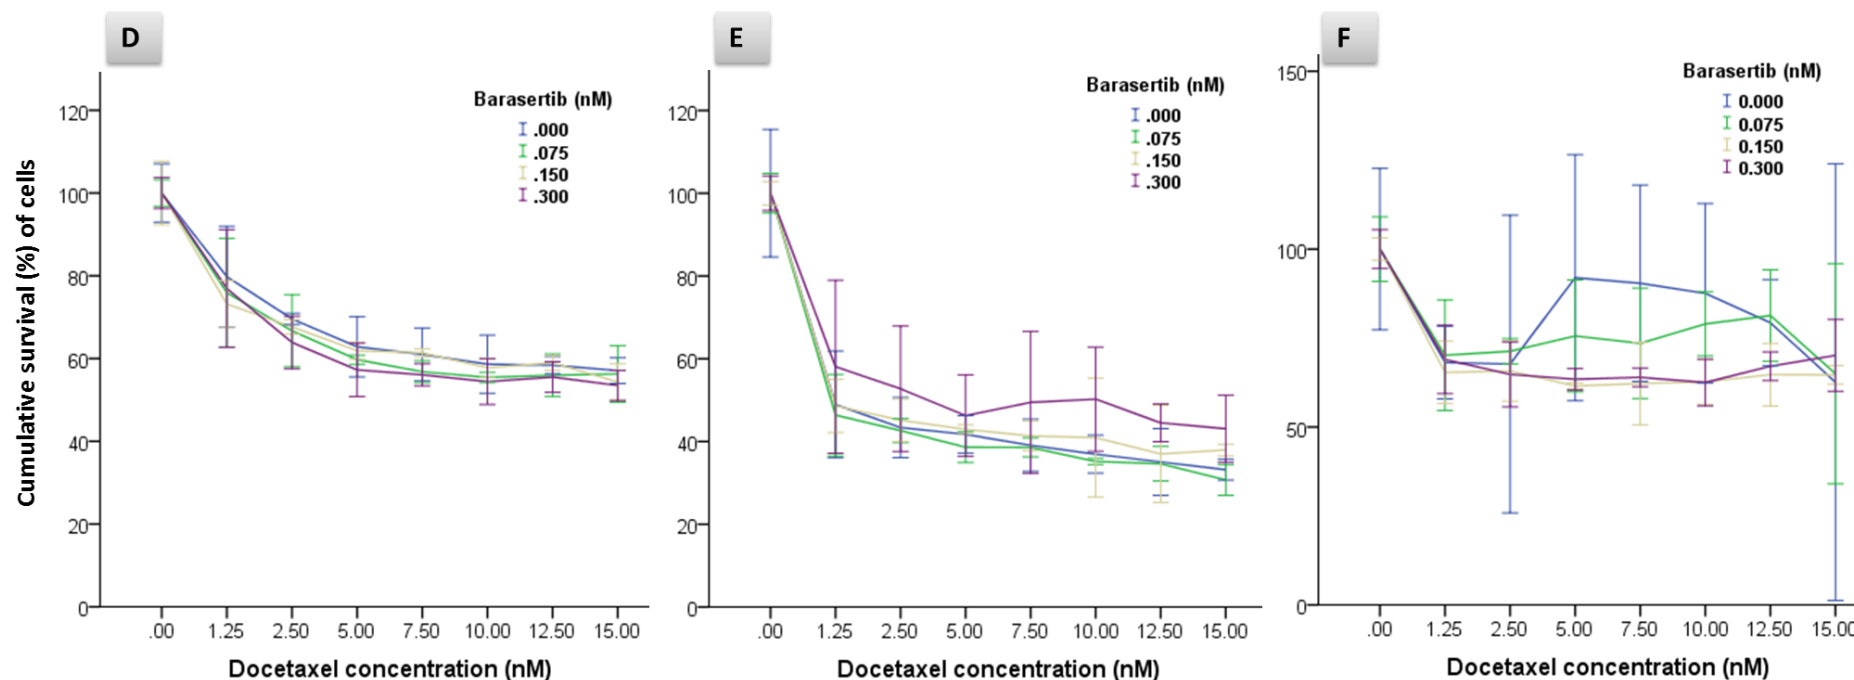 D
E
F
Cumulative survival (%) of cells
Barasertib (nM)
.000
.075
.150
.300
120
100
80
60
40
20
0
.00 1.25 2.50 5.00 7.50 10.00 12.50 15.00
Docetaxel concentration (nM)
Barasertib (nM)
.000
.075
.150
.300
120
100
80
60
40
20
0
.00 1.25 2.50 5.00 7.50 10.00 12.50 15.00
Docetaxel concentration (nM)
Barasertib (nM)
0.000
0.075
0.150
0.300
150
100
50
0
.00 1.25 2.50 5.00 7.50 10.00 12.50 15.00
Docetaxel concentration (nM)